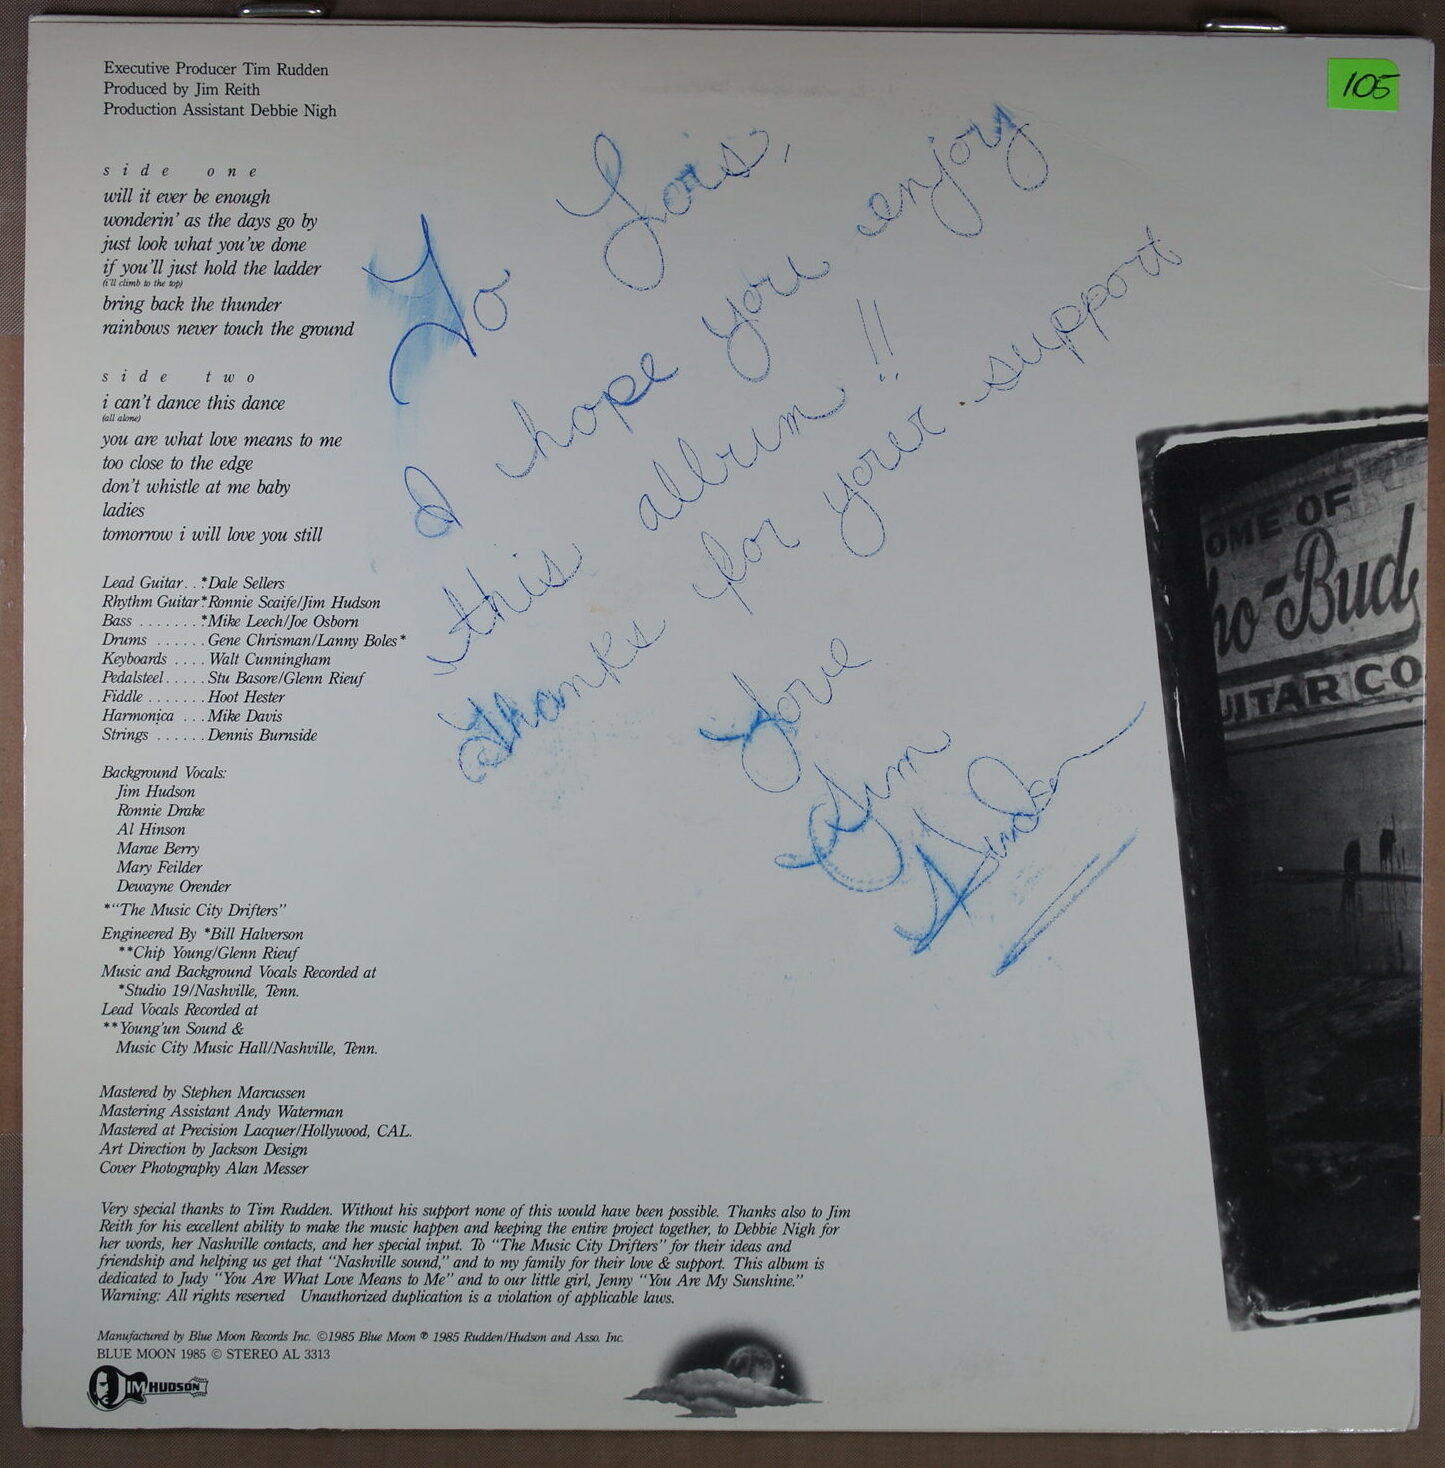 Executive Producer Tim Rudden
Produced by Jim Reith
Production Assistant Debbie Nigh
105
side one
will it ever be enough
wonderin' as the days go by
just look what you've done
if you'll just hold the ladder
(i'll climb to the top)
bring back the thunder
rainbows never touch the ground
side two
i can't dance this dance
(all alone)
you are what love means to me
too close to the edge
don't whistle at me baby
ladies
tomorrow i will love you still
Lead Guitar. . *Dale Sellers
Rhythm Guitar*Ronnie Scaife/Jim Hudson
Bass . . . . . . . *Mike Leech/Joe Osborn
Drums . . . . . . Gene Chrisman/Lanny Boles*
Keyboards . . . . Walt Cunningham
Pedalsteel . . . . . Stu Basore/Glenn Rieuf
Fiddle . . . . . . . Hoot Hester
Harmonica . . . Mike Davis
Strings . . . . . . Dennis Burnside
Background Vocals:
Jim Hudson
Ronnie Drake
Al Hinson
Marae Berry
Mary Feilder
Dewayne Orender
*"The Music City Drifters"
Engineered By *Bill Halverson
**Chip Young/Glenn Rieuf
Music and Background Vocals Recorded at
*Studio 19/Nashville, Tenn.
Lead Vocals Recorded at
**Young'un Sound &
Music City Music Hall/Nashville, Tenn.
Mastered by Stephen Marcussen
Mastering Assistant Andy Waterman
Mastered at Precision Lacquer/Hollywood, CAL.
Art Direction by Jackson Design
Cover Photography Alan Messer
To Lois,
I hope you enjoy
this album!!
Thanks for your support
Love
Jim
Hudson
OME OF
ho-Bud
UITAR CO
Very special thanks to Tim Rudden. Without his support none of this would have been possible. Thanks also to Jim
Reith for his excellent ability to make the music happen and keeping the entire project together, to Debbie Nigh for
her words, her Nashville contacts, and her special input. To "The Music City Drifters" for their ideas and
friendship and helping us get that "Nashville sound," and to my family for their love & support. This album is
dedicated to Judy "You Are What Love Means to Me" and to our little girl, Jenny "You Are My Sunshine."
Warning: All rights reserved Unauthorized duplication is a violation of applicable laws.
Manufactured by Blue Moon Records Inc. ©1985 Blue Moon ℗ 1985 Rudden/Hudson and Asso. Inc.
BLUE MOON 1985 © STEREO AL 3313
JIM HUDSON